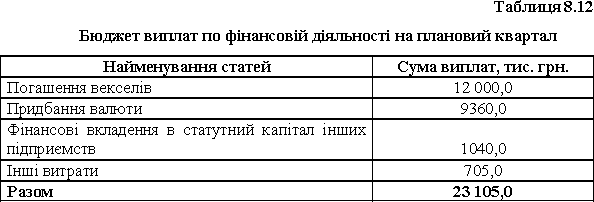 Таблиця 8.12
Бюджет виплат по фінансовій діяльності на плановий квартал
Найменування статей Сума виплат, тис. грн.
Погашення векселів 12 000,0
Придбання валюти 9360,0
Фінансові вкладення в статутний капітал інших
підприємств 1040,0
Інші витрати 705,0
Разом 23 105,0